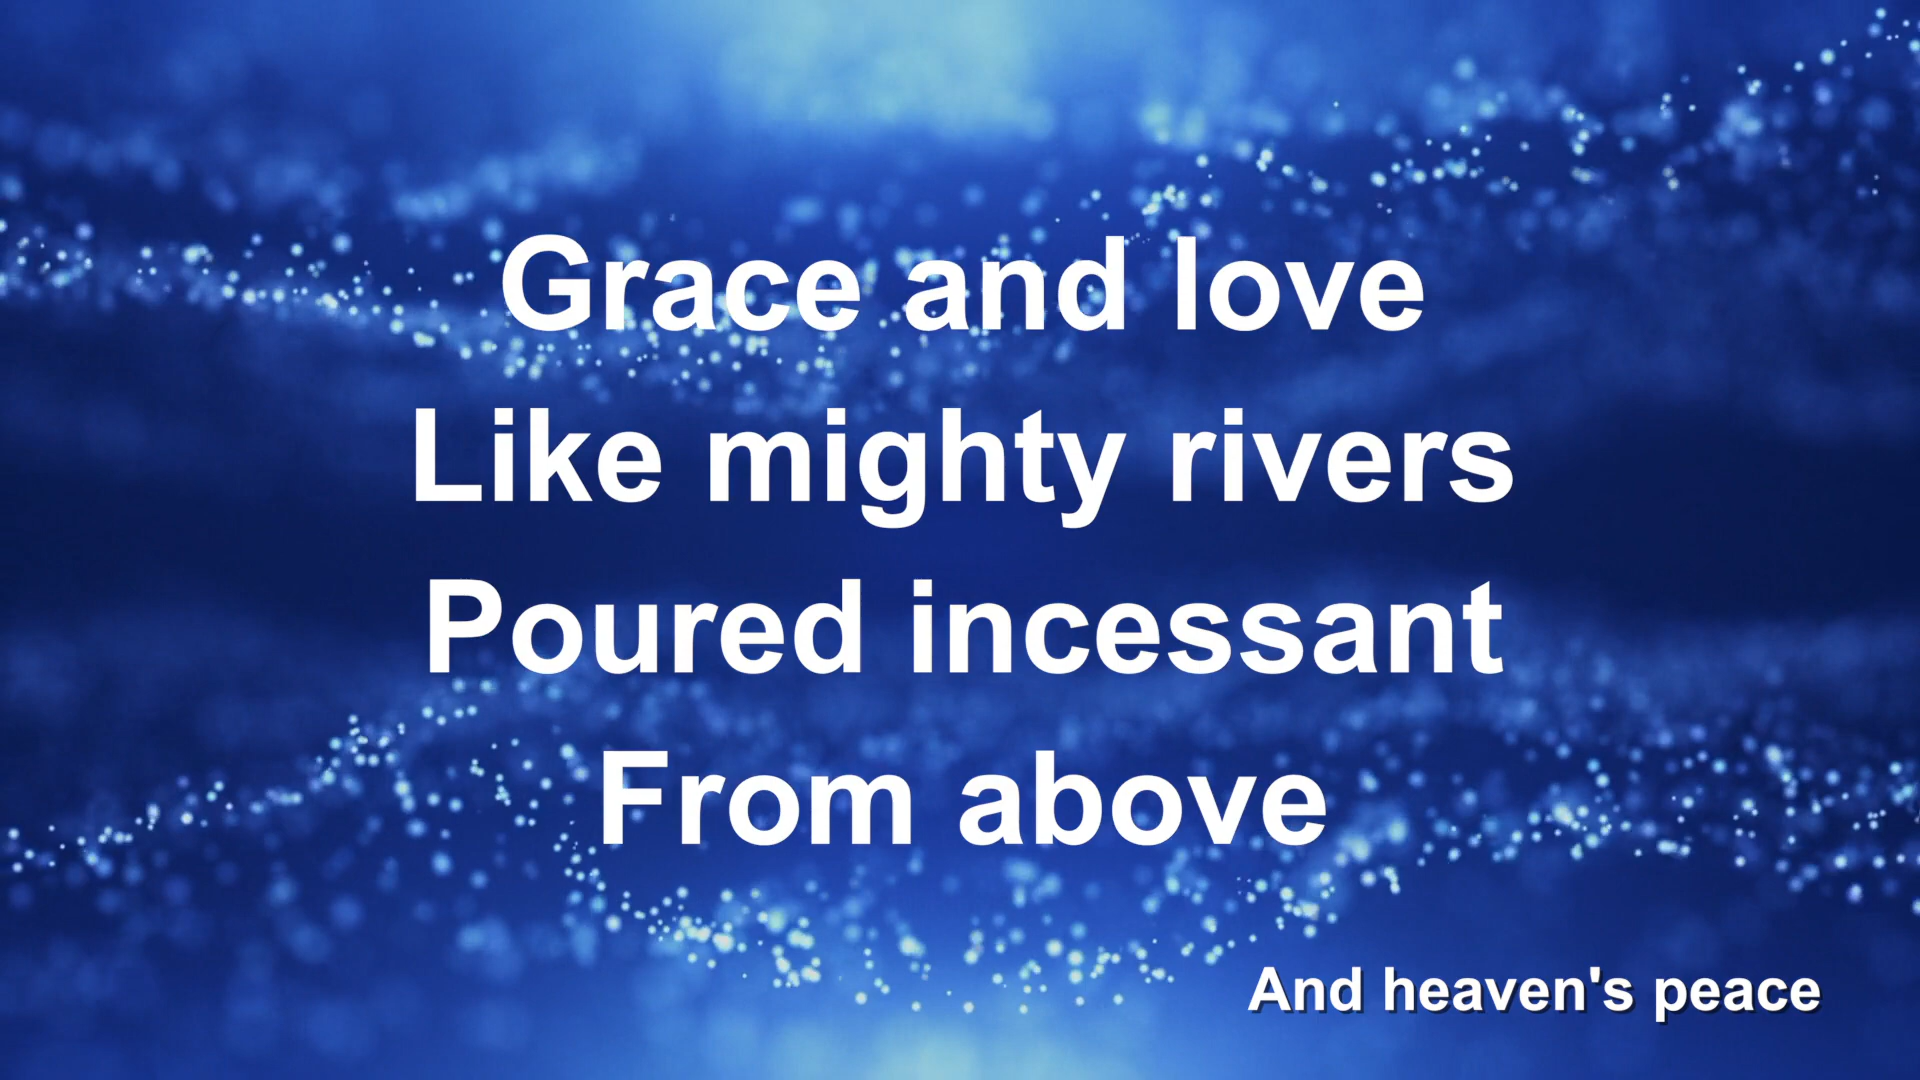 Grace and love
Like mighty rivers
Poured incessant
From above
And heaven's peace